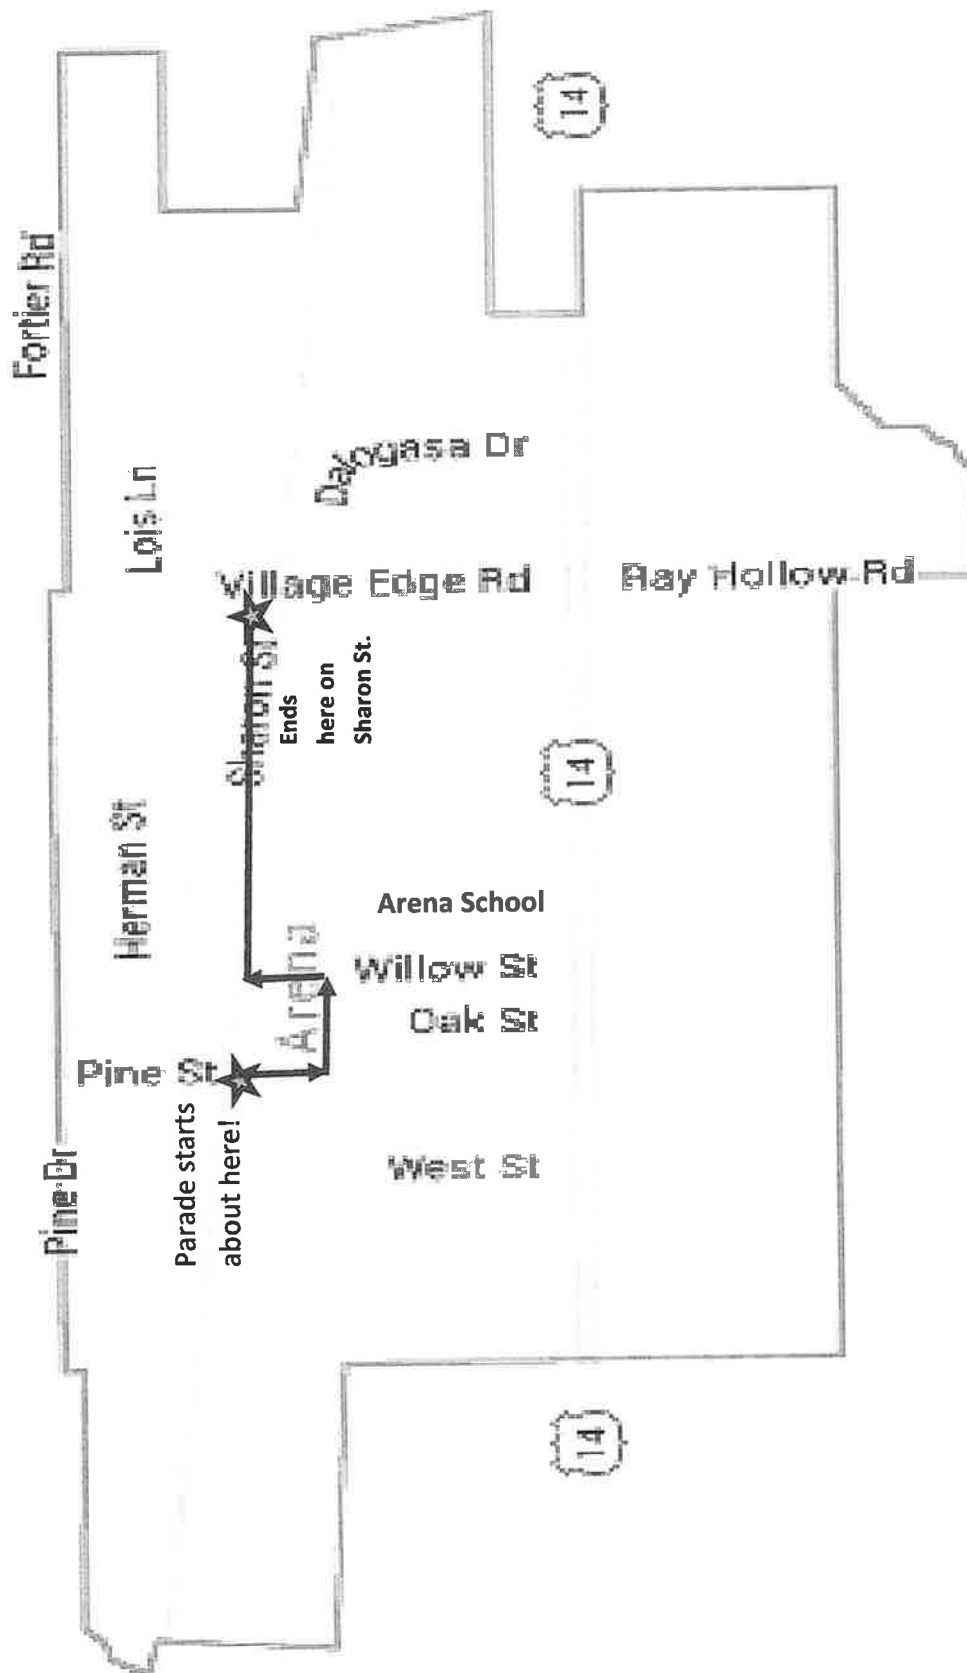 Fortier Rd
14
Lois Ln
Dayogasa Dr
Village Edge Rd
Ray Hollow Rd
Sharon St
Ends
here on
Sharon St.
Herman St
14
Arena School
Arena
Willow St
Oak St
Pine St
Parade starts
about here!
Pine Dr
West St
14